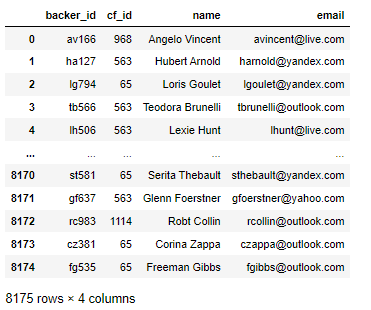 backer_id cf_id name email
0 av166 968 Angelo Vincent avincent@live.com
1 ha127 563 Hubert Arnold harnold@yandex.com
2 lg794 65 Loris Goulet lgoulet@yandex.com
3 tb566 563 Teodora Brunelli tbrunelli@outlook.com
4 lh506 563 Lexie Hunt lhunt@live.com
... ... ... ... ...
8170 st581 65 Serita Thebault sthebault@yandex.com
8171 gf637 563 Glenn Foerstner gfoerstner@yahoo.com
8172 rc983 1114 Robt Collin rcollin@outlook.com
8173 cz381 65 Corina Zappa czappa@outlook.com
8174 fg535 65 Freeman Gibbs fgibbs@outlook.com
8175 rows × 4 columns